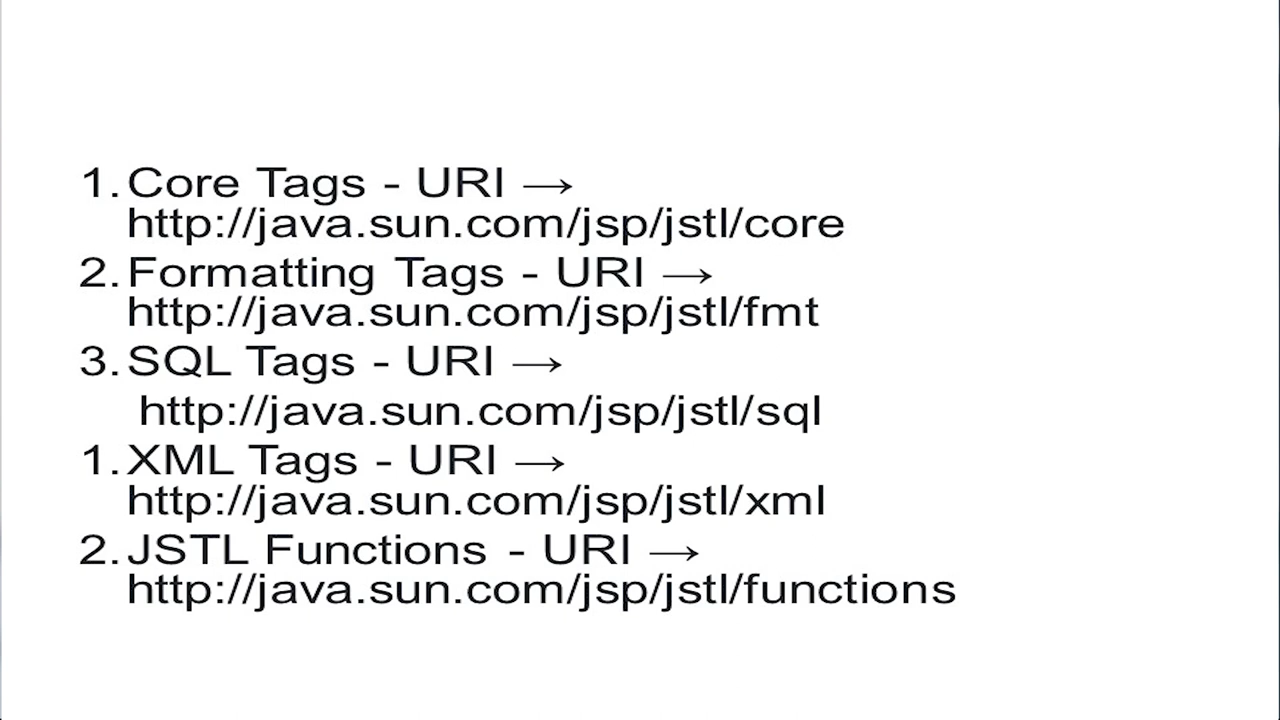 1. Core Tags - URI →
http://java.sun.com/jsp/jstl/core
2. Formatting Tags - URI →
http://java.sun.com/jsp/jstl/fmt
3. SQL Tags - URI →
http://java.sun.com/jsp/jstl/sql
1. XML Tags - URI →
http://java.sun.com/jsp/jstl/xml
2. JSTL Functions - URI →
http://java.sun.com/jsp/jstl/functions